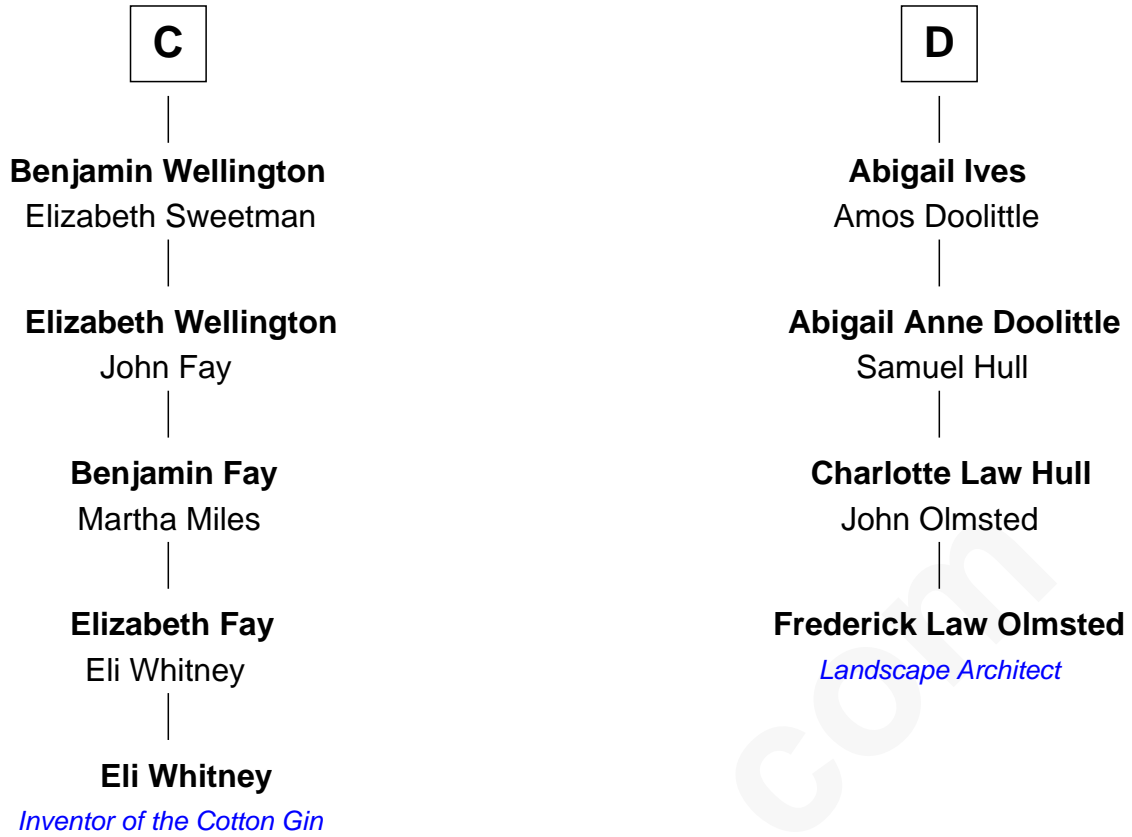 C
Benjamin Wellington
Elizabeth Sweetman
Elizabeth Wellington
John Fay
Benjamin Fay
Martha Miles
Elizabeth Fay
Eli Whitney
Eli Whitney
Inventor of the Cotton Gin
D
Abigail Ives
Amos Doolittle
Abigail Anne Doolittle
Samuel Hull
Charlotte Law Hull
John Olmsted
Frederick Law Olmsted
Landscape Architect
com